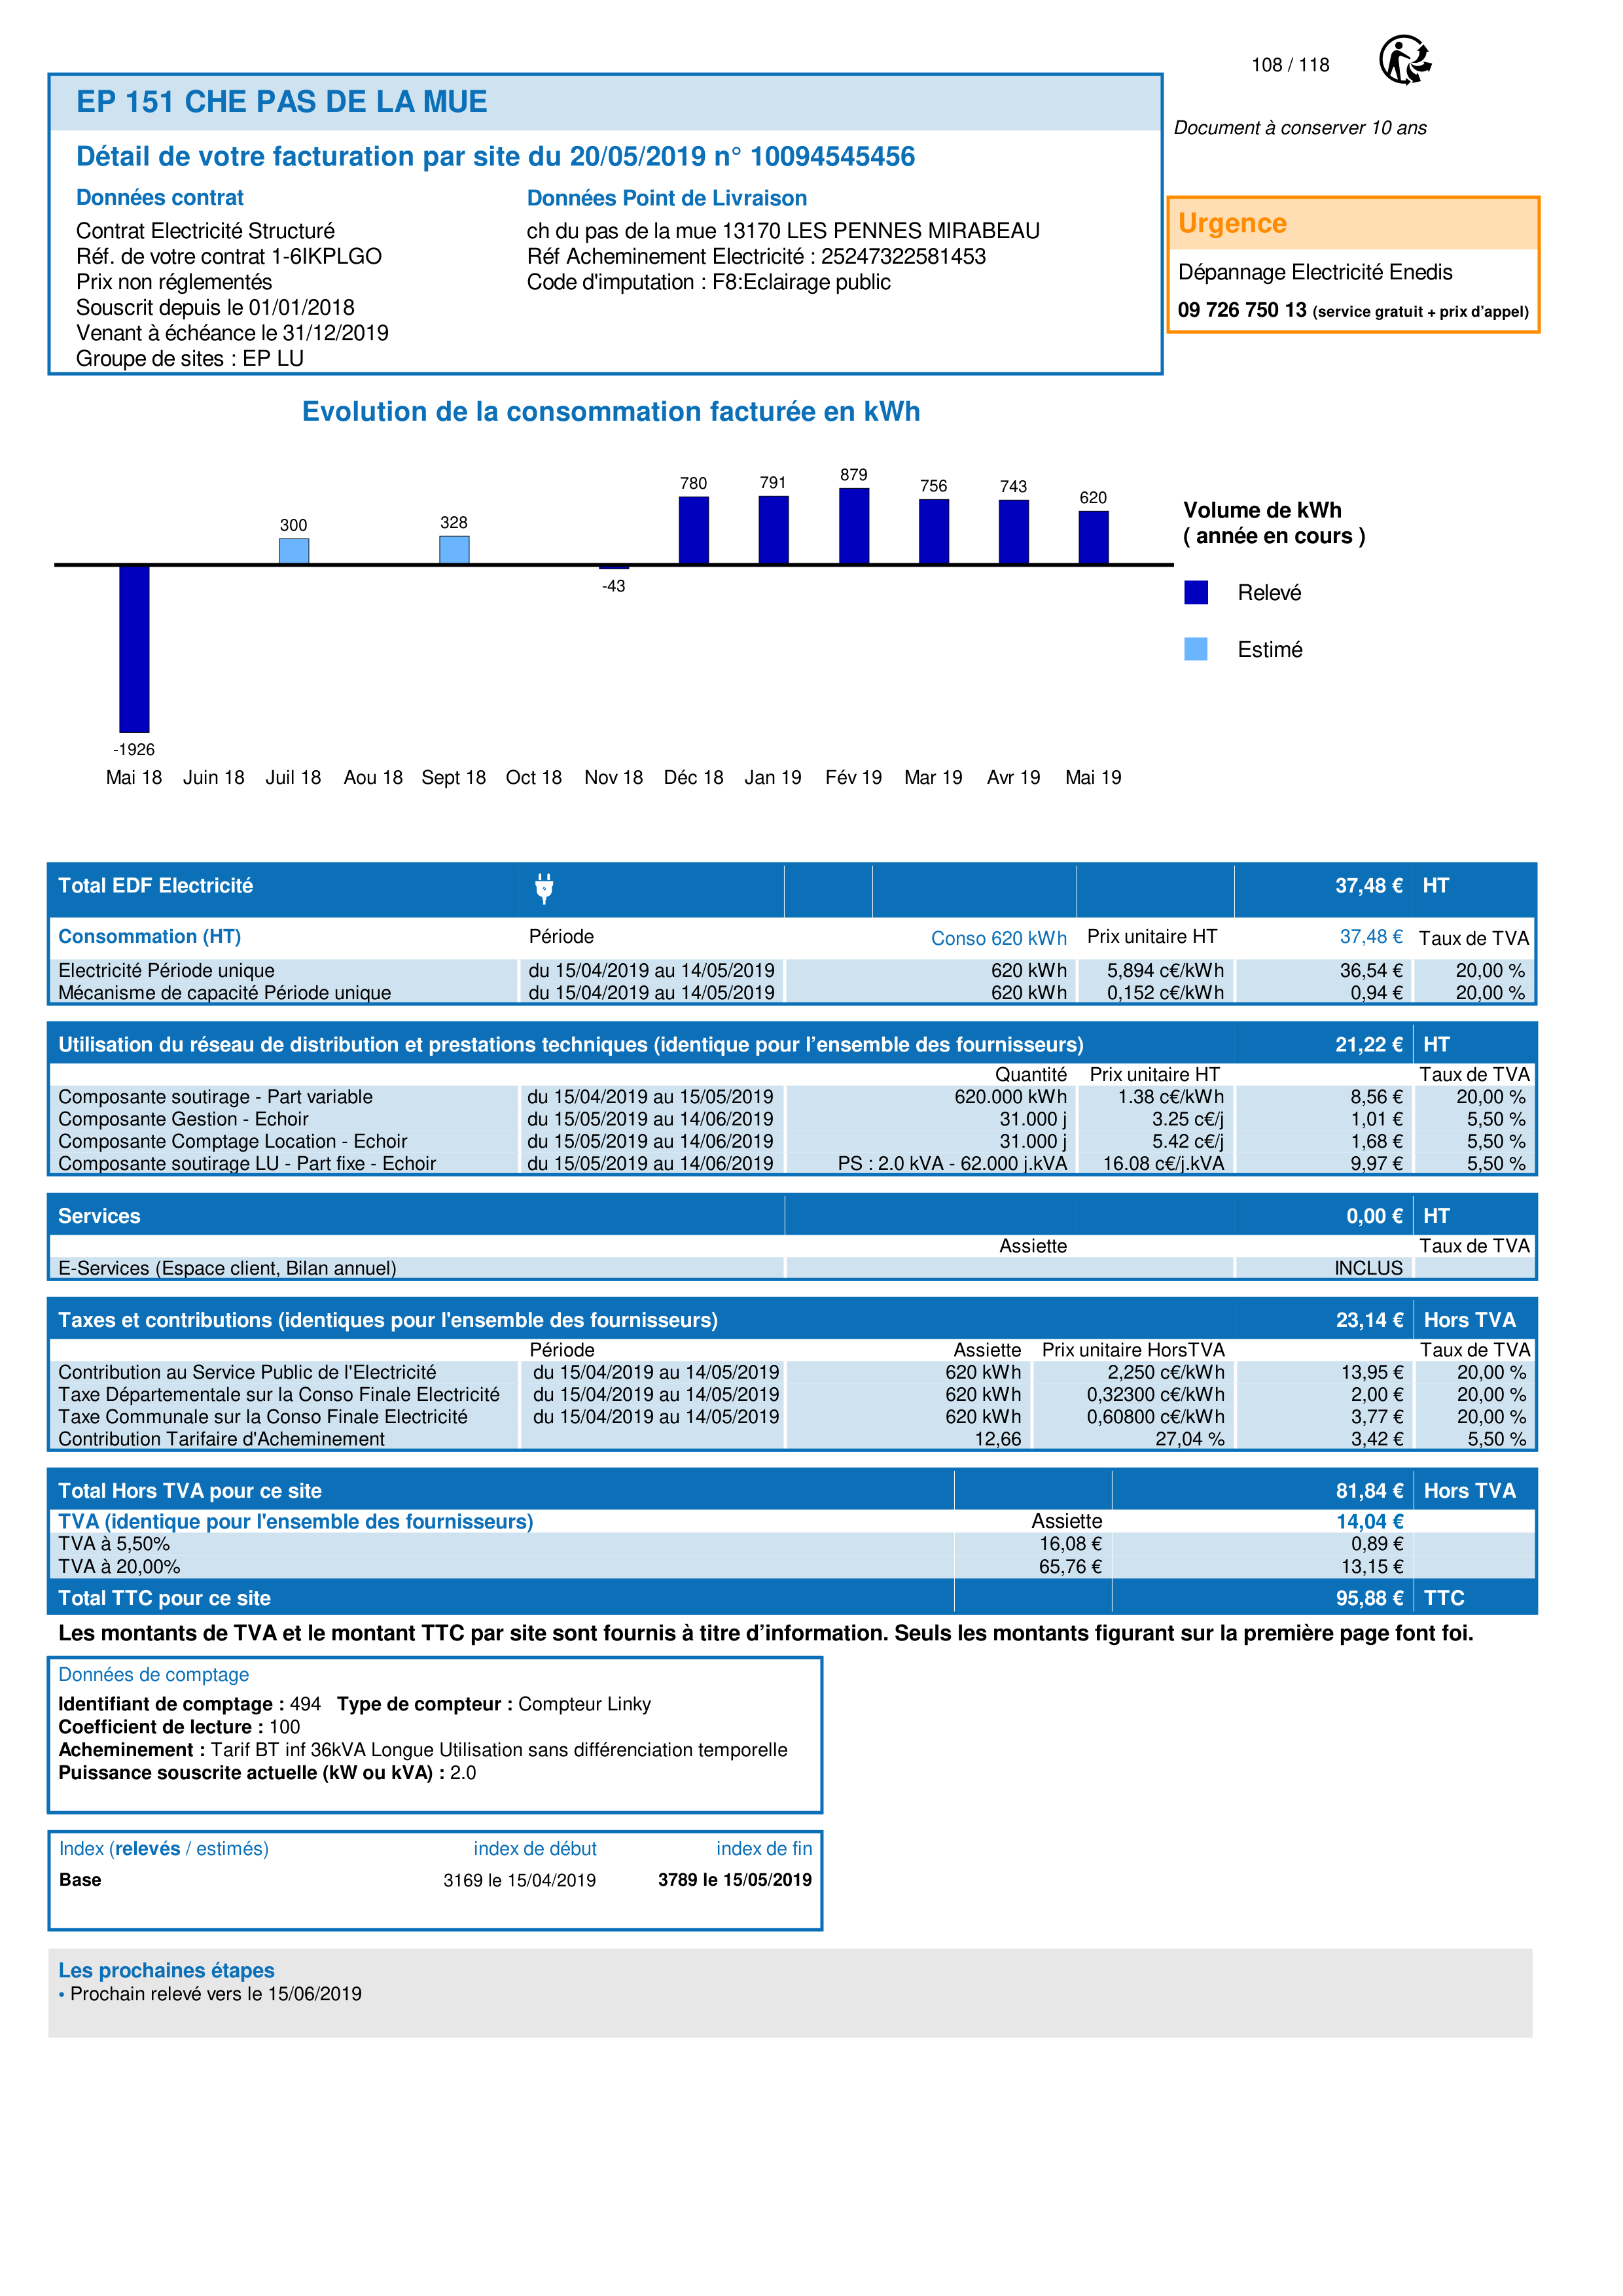 108 / 118
EP 151 CHE PAS DE LA MUE
Document à conserver 10 ans
Détail de votre facturation par site du 20/05/2019 n° 10094545456
Données contrat
Contrat Electricité Structuré
Réf. de votre contrat 1-6IKPLGO
Prix non réglementés
Souscrit depuis le 01/01/2018
Venant à échéance le 31/12/2019
Groupe de sites : EP LU
Données Point de Livraison
ch du pas de la mue 13170 LES PENNES MIRABEAU
Réf Acheminement Electricité : 25247322581453
Code d'imputation : F8:Eclairage public
Urgence
Dépannage Electricité Enedis
09 726 750 13 (service gratuit + prix d’appel)
Evolution de la consommation facturée en kWh
-1926 300 328 -43 780 791 879 756 743 620
Mai 18 Juin 18 Juil 18 Aou 18 Sept 18 Oct 18 Nov 18 Déc 18 Jan 19 Fév 19 Mar 19 Avr 19 Mai 19
Volume de kWh
( année en cours )
Relevé
Estimé
Total EDF Electricité 37,48 € HT
Consommation (HT) Période Conso 620 kWh Prix unitaire HT 37,48 € Taux de TVA
Electricité Période unique du 15/04/2019 au 14/05/2019 620 kWh 5,894 c€/kWh 36,54 € 20,00 %
Mécanisme de capacité Période unique du 15/04/2019 au 14/05/2019 620 kWh 0,152 c€/kWh 0,94 € 20,00 %
Utilisation du réseau de distribution et prestations techniques (identique pour l’ensemble des fournisseurs) 21,22 € HT
Quantité Prix unitaire HT Taux de TVA
Composante soutirage - Part variable du 15/04/2019 au 15/05/2019 620.000 kWh 1.38 c€/kWh 8,56 € 20,00 %
Composante Gestion - Echoir du 15/05/2019 au 14/06/2019 31.000 j 3.25 c€/j 1,01 € 5,50 %
Composante Comptage Location - Echoir du 15/05/2019 au 14/06/2019 31.000 j 5.42 c€/j 1,68 € 5,50 %
Composante soutirage LU - Part fixe - Echoir du 15/05/2019 au 14/06/2019 PS : 2.0 kVA - 62.000 j.kVA 16.08 c€/j.kVA 9,97 € 5,50 %
Services 0,00 € HT
Assiette Taux de TVA
E-Services (Espace client, Bilan annuel) INCLUS
Taxes et contributions (identiques pour l'ensemble des fournisseurs) 23,14 € Hors TVA
Période Assiette Prix unitaire HorsTVA Taux de TVA
Contribution au Service Public de l'Electricité du 15/04/2019 au 14/05/2019 620 kWh 2,250 c€/kWh 13,95 € 20,00 %
Taxe Départementale sur la Conso Finale Electricité du 15/04/2019 au 14/05/2019 620 kWh 0,32300 c€/kWh 2,00 € 20,00 %
Taxe Communale sur la Conso Finale Electricité du 15/04/2019 au 14/05/2019 620 kWh 0,60800 c€/kWh 3,77 € 20,00 %
Contribution Tarifaire d'Acheminement 12,66 27,04 % 3,42 € 5,50 %
Total Hors TVA pour ce site 81,84 € Hors TVA
TVA (identique pour l'ensemble des fournisseurs) Assiette 14,04 €
TVA à 5,50% 16,08 € 0,89 €
TVA à 20,00% 65,76 € 13,15 €
Total TTC pour ce site 95,88 € TTC
Les montants de TVA et le montant TTC par site sont fournis à titre d’information. Seuls les montants figurant sur la première page font foi.
Données de comptage
Identifiant de comptage : 494 Type de compteur : Compteur Linky
Coefficient de lecture : 100
Acheminement : Tarif BT inf 36kVA Longue Utilisation sans différenciation temporelle
Puissance souscrite actuelle (kW ou kVA) : 2.0
Index (relevés / estimés) index de début index de fin
Base 3169 le 15/04/2019 3789 le 15/05/2019
Les prochaines étapes
• Prochain relevé vers le 15/06/2019